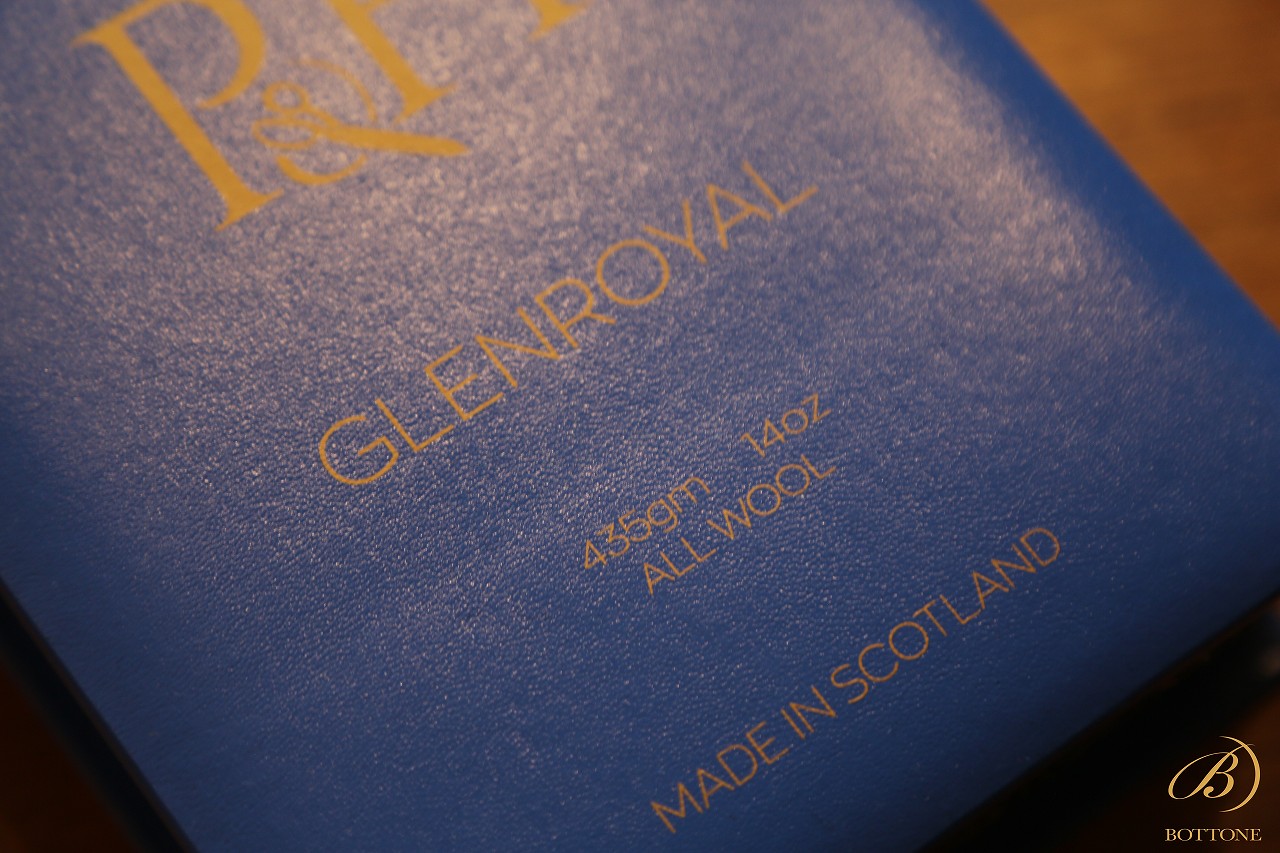 GLENROYAL
435gm 14oz
ALL WOOL
MADE IN SCOTLAND
B
BOTTONE